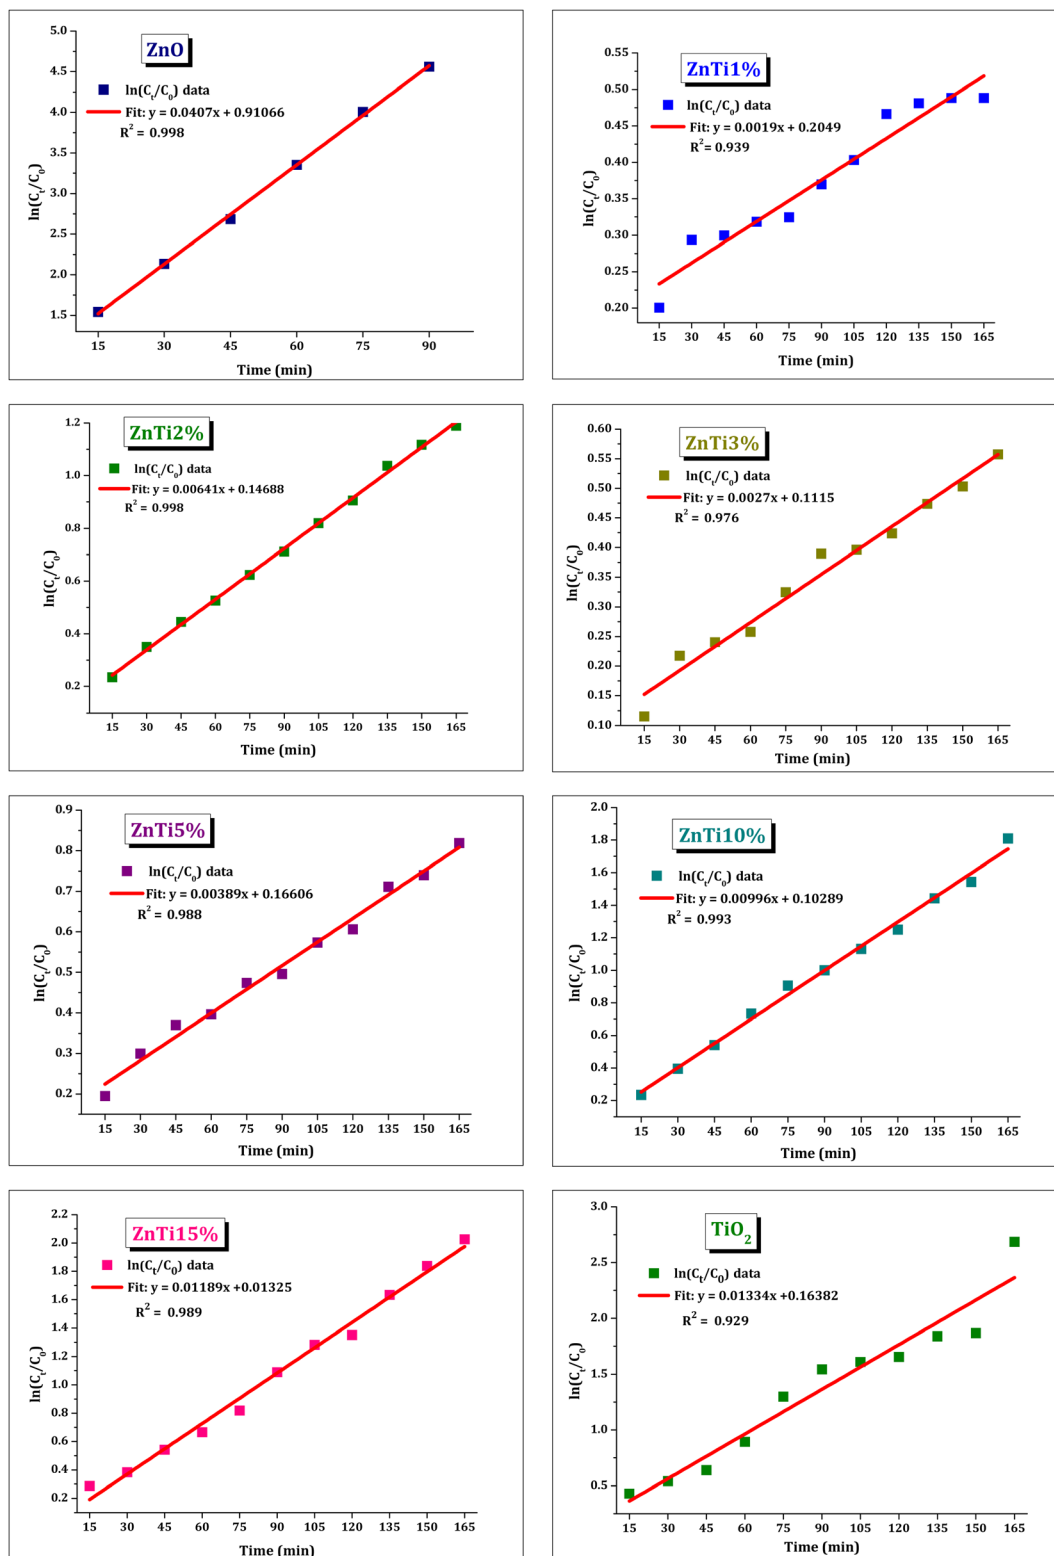 ZnO
ln(Cₜ/C₀) data
Fit: y = 0.0407x + 0.91066
R² = 0.998
ln(Cₜ/C₀)
5.0
4.5
4.0
3.5
3.0
2.5
2.0
1.5
15 30 45 60 75 90
Time (min)
ZnTi1%
ln(Cₜ/C₀) data
Fit: y = 0.0019x + 0.2049
R² = 0.939
ln(Cₜ/C₀)
0.55
0.50
0.45
0.40
0.35
0.30
0.25
0.20
15 30 45 60 75 90 105 120 135 150 165
Time (min)
ZnTi2%
ln(Cₜ/C₀) data
Fit: y = 0.00641x + 0.14688
R² = 0.998
ln(Cₜ/C₀)
1.2
1.0
0.8
0.6
0.4
0.2
15 30 45 60 75 90 105 120 135 150 165
Time (min)
ZnTi3%
ln(Cₜ/C₀) data
Fit: y = 0.0027x + 0.1115
R² = 0.976
ln(Cₜ/C₀)
0.60
0.55
0.50
0.45
0.40
0.35
0.30
0.25
0.20
0.15
0.10
15 30 45 60 75 90 105 120 135 150 165
Time (min)
ZnTi5%
ln(Cₜ/C₀) data
Fit: y = 0.00389x + 0.16606
R² = 0.988
ln(Cₜ/C₀)
0.9
0.8
0.7
0.6
0.5
0.4
0.3
0.2
15 30 45 60 75 90 105 120 135 150 165
Time (min)
ZnTi10%
ln(Cₜ/C₀) data
Fit: y = 0.00996x + 0.10289
R² = 0.993
ln(Cₜ/C₀)
2.0
1.8
1.6
1.4
1.2
1.0
0.8
0.6
0.4
0.2
15 30 45 60 75 90 105 120 135 150 165
Time (min)
ZnTi15%
ln(Cₜ/C₀) data
Fit: y = 0.01189x +0.01325
R² = 0.989
ln(Cₜ/C₀)
2.2
2.0
1.8
1.6
1.4
1.2
1.0
0.8
0.6
0.4
0.2
15 30 45 60 75 90 105 120 135 150 165
Time (min)
TiO₂
ln(Cₜ/C₀) data
Fit: y = 0.01334x +0.16382
R² = 0.929
ln(Cₜ/C₀)
3.0
2.5
2.0
1.5
1.0
0.5
15 30 45 60 75 90 105 120 135 150 165
Time (min)